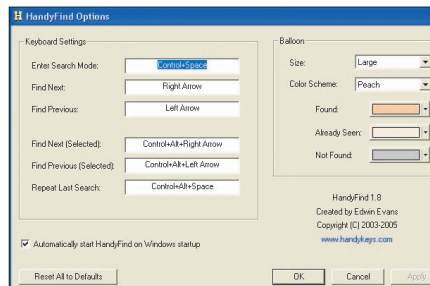 HandyFind Options
Keyboard Settings
Enter Search Mode: Control+Space
Find Next: Right Arrow
Find Previous: Left Arrow
Find Next (Selected): Control+Alt+Right Arrow
Find Previous (Selected): Control+Alt+Left Arrow
Repeat Last Search: Control+Alt+Space
Automatically start HandyFind on Windows startup
Balloon
Size: Large
Color Scheme: Peach
Found:
Already Seen:
Not Found:
HandyFind 1.8
Created by Edwin Evans
Copyright (C) 2003-2005
www.handykeys.com
Reset All to Defaults OK Cancel Apply